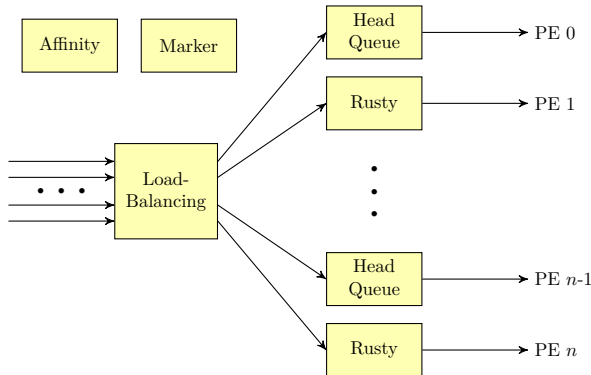 Affinity
Marker
Head
Queue
PE 0
Rusty
PE 1
Load-
Balancing
Head
Queue
PE n-1
Rusty
PE n